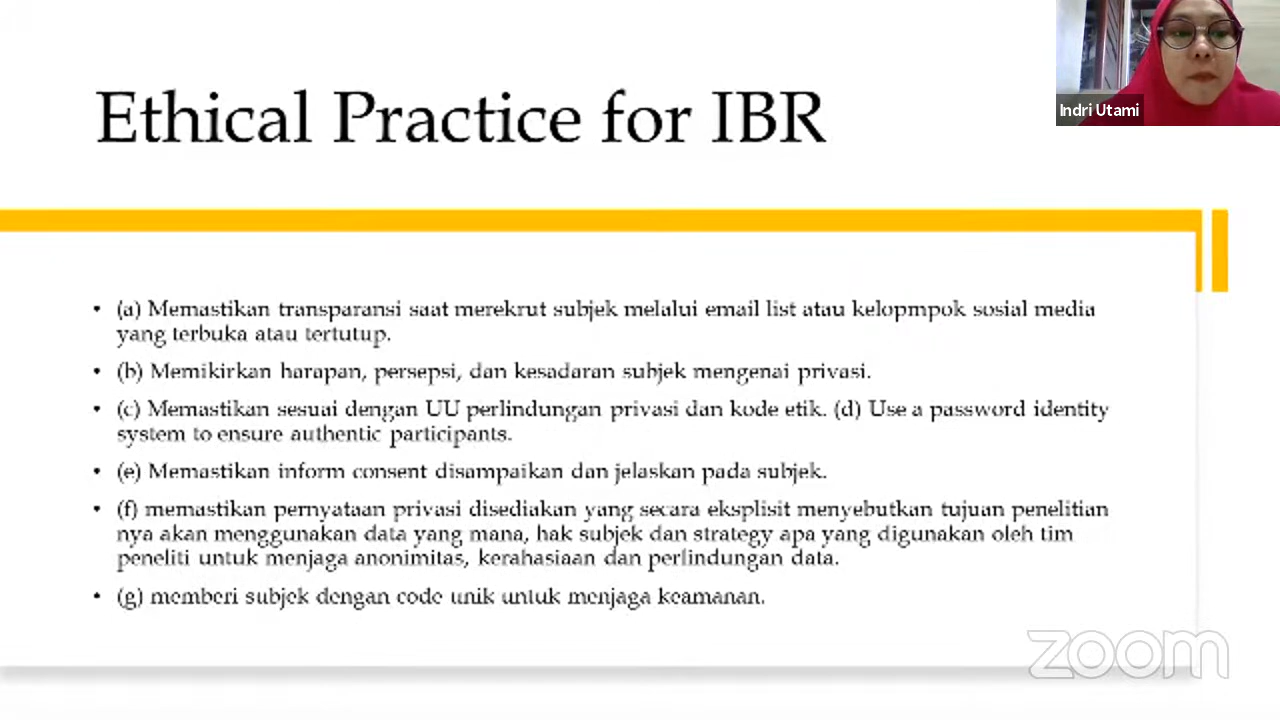 Ethical Practice for IBR
Indri Utami
• (a) Memastikan transparansi saat merekrut subjek melalui email list atau kelopmpok sosial media
yang terbuka atau tertutup.
• (b) Memikirkan harapan, persepsi, dan kesadaran subjek mengenai privasi.
• (c) Memastikan sesuai dengan UU perlindungan privasi dan kode etik. (d) Use a password identity
system to ensure authentic participants.
• (e) Memastikan inform consent disampaikan dan jelaskan pada subjek.
• (f) memastikan pernyataan privasi disediakan yang secara eksplisit menyebutkan tujuan penelitian
nya akan menggunakan data yang mana, hak subjek dan strategy apa yang digunakan oleh tim
peneliti untuk menjaga anonimitas, kerahasiaan dan perlindungan data.
• (g) memberi subjek dengan code unik untuk menjaga keamanan.
zoom